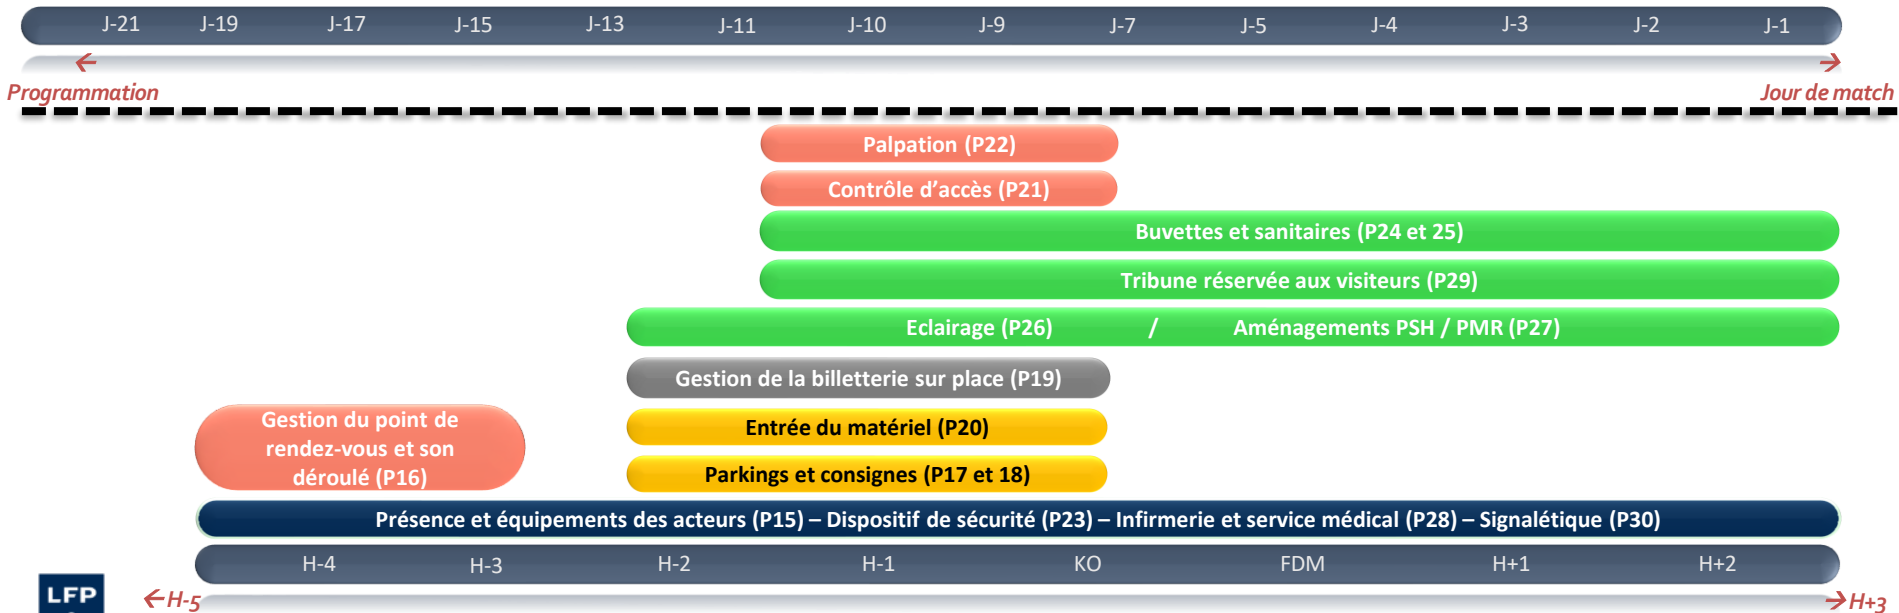 J-21 J-19 J-17 J-15 J-13 J-11 J-10 J-9 J-7 J-5 J-4 J-3 J-2 J-1
← →
Programmation Jour de match
Palpation (P22)
Contrôle d'accès (P21)
Buvettes et sanitaires (P24 et 25)
Tribune réservée aux visiteurs (P29)
Eclairage (P26) / Aménagements PSH / PMR (P27)
Gestion de la billetterie sur place (P19)
Gestion du point de
rendez-vous et son
déroulé (P16)
Entrée du matériel (P20)
Parkings et consignes (P17 et 18)
Présence et équipements des acteurs (P15) – Dispositif de sécurité (P23) – Infirmerie et service médical (P28) – Signalétique (P30)
H-4 H-3 H-2 H-1 KO FDM H+1 H+2
LFP
←H-5 →H+3